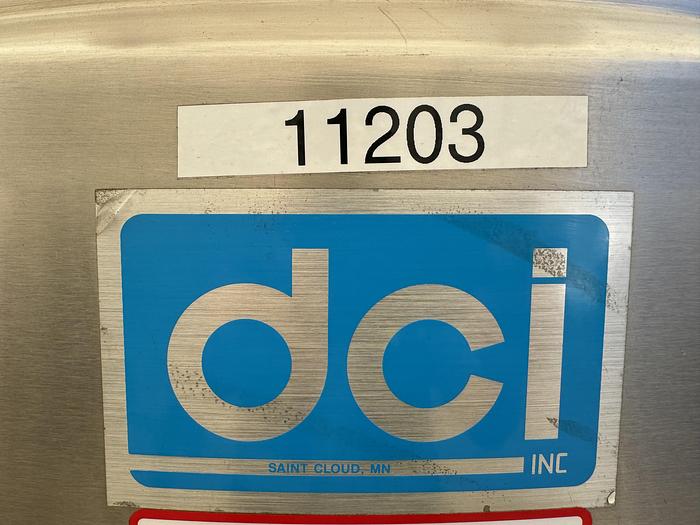 11203
dci
SAINT CLOUD, MN
INC